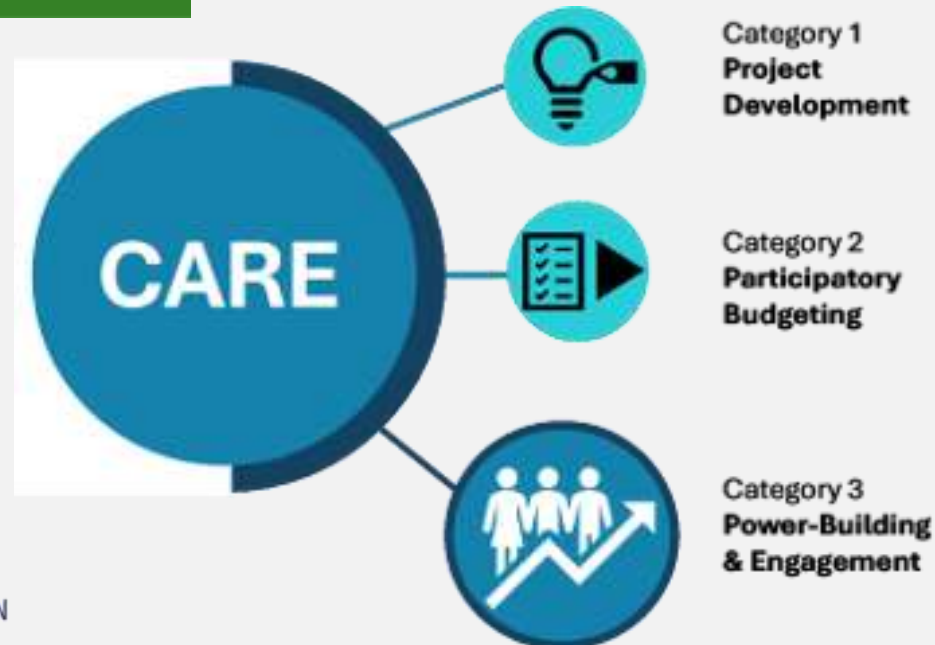 CARE
Category 1
Project
Development
Category 2
Participatory
Budgeting
Category 3
Power-Building
& Engagement
N